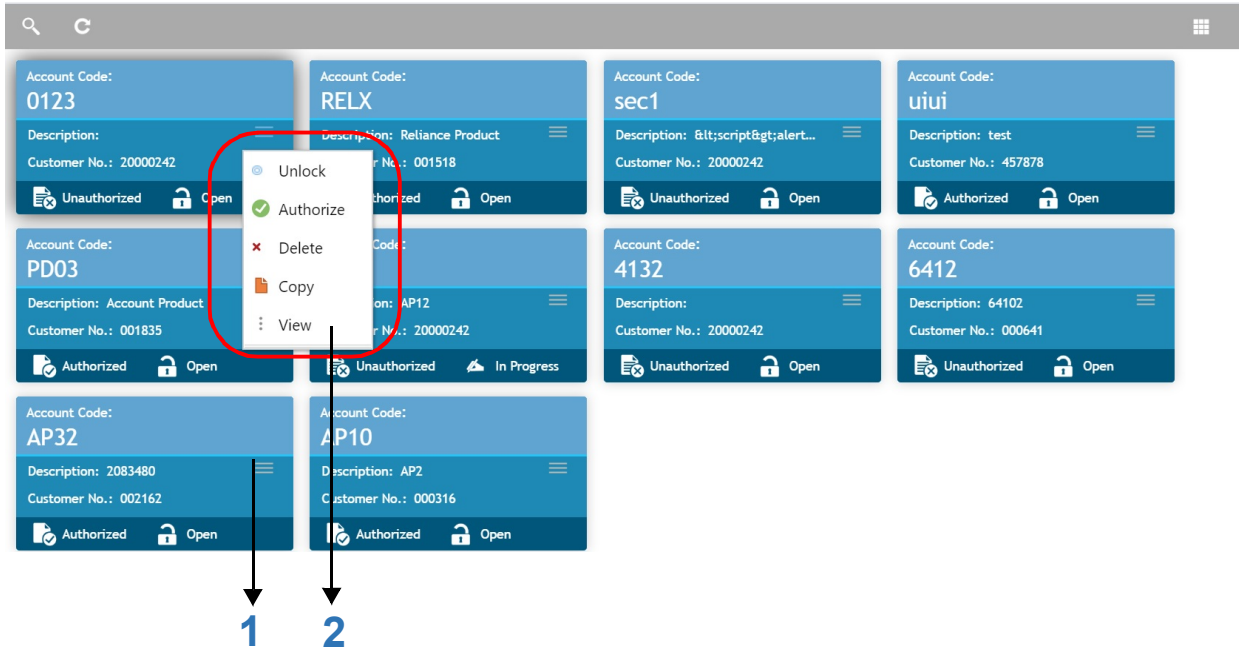 Account Code:
0123
Description:
Customer No.: 20000242
Unauthorized Open
Account Code:
RELX
Description: Reliance Product
r No.: 001518
thorized Open
Account Code:
sec1
Description: &lt;script&gt;alert...
Customer No.: 20000242
Unauthorized Open
Account Code:
uiui
Description: test
Customer No.: 457878
Authorized Open
Unlock
Authorize
Delete
Copy
View
Account Code:
PD03
Description: Account Product
Customer No.: 001835
Authorized Open
Code:
on: AP12
r No.: 20000242
Unauthorized In Progress
Account Code:
4132
Description:
Customer No.: 20000242
Unauthorized Open
Account Code:
6412
Description: 64102
Customer No.: 000641
Unauthorized Open
Account Code:
AP32
Description: 2083480
Customer No.: 002162
Authorized Open
Account Code:
AP10
Description: AP2
Customer No.: 000316
Authorized Open
1 2